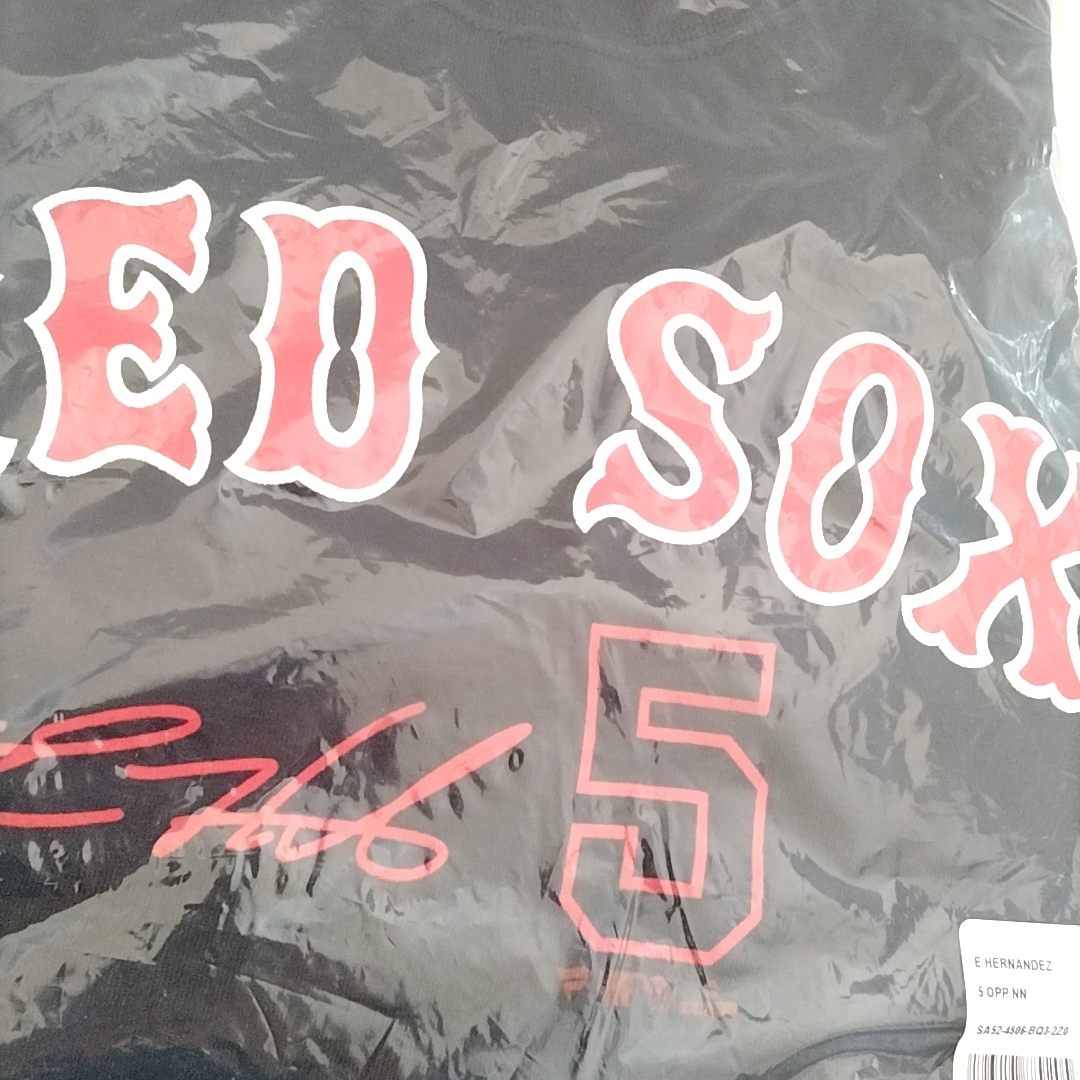 ED SOX
5
E HERNANDEZ
5 OPP NN
SA52-4506-BQ3-2Z0